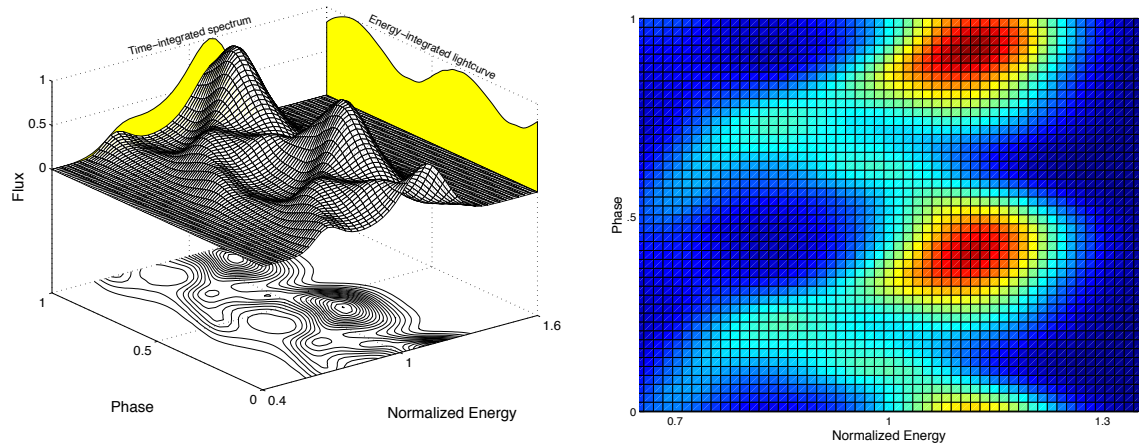 Time-integrated spectrum
Energy-integrated lightcurve
1
0.5
0
Flux
1
0.5
0
0.4
1
1.6
Phase
Normalized Energy
1
.5
0
Phase
0.7
1
1.3
Normalized Energy